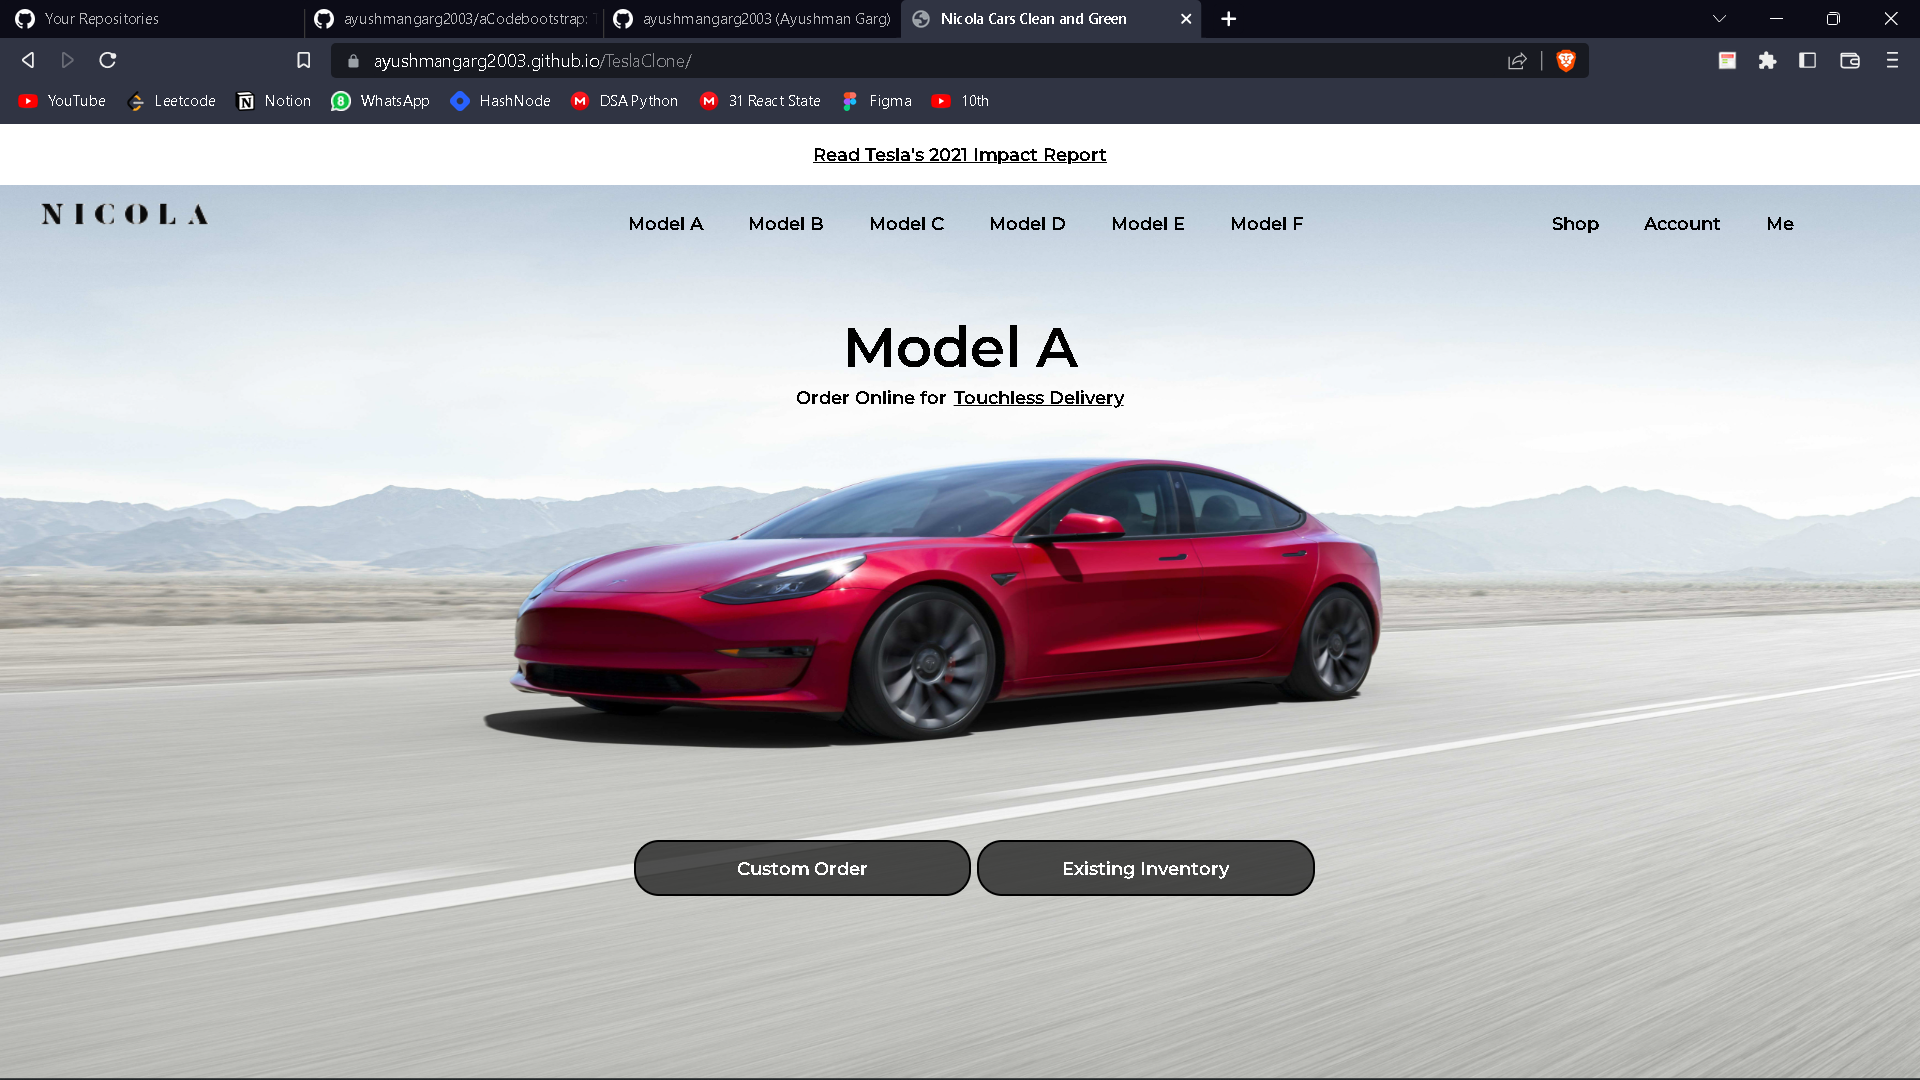 Your Repositories
ayushmangarg2003/aCodebootstrap:
ayushmangarg2003 (Ayushman Garg)
Nicola Cars Clean and Green
ayushmangarg2003.github.io/TeslaClone/
YouTube Leetcode Notion 8 WhatsApp HashNode M DSA Python M 31 React State Figma 10th
Read Tesla's 2021 Impact Report
NICOLA
Model A Model B Model C Model D Model E Model F
Shop Account Me
Model A
Order Online for Touchless Delivery
Custom Order
Existing Inventory